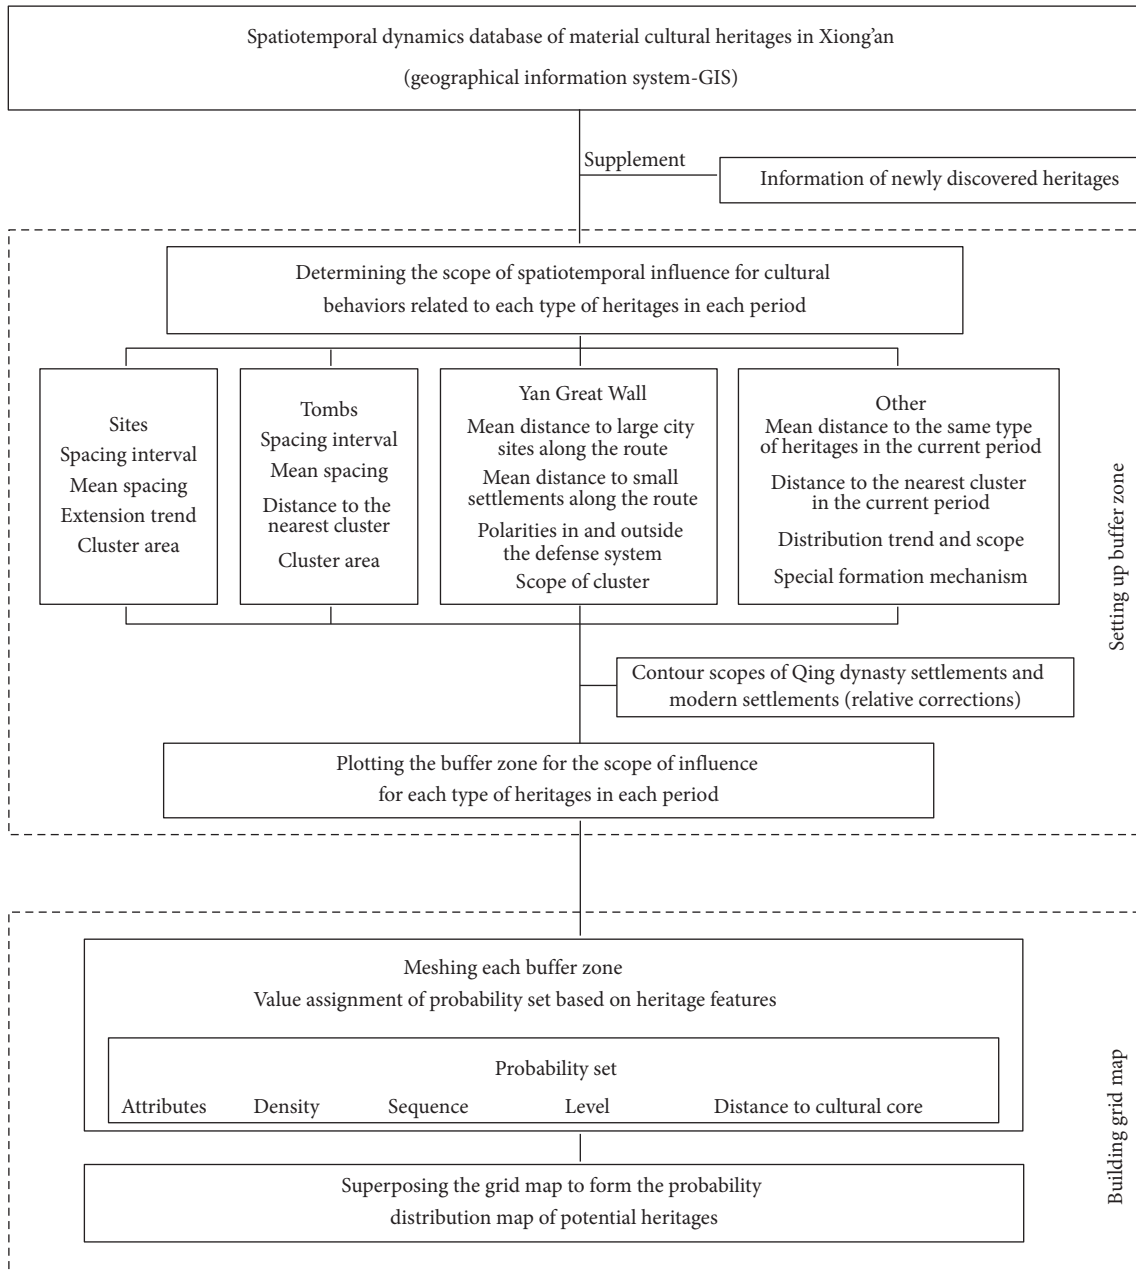 Spatiotemporal dynamics database of material cultural heritages in Xiong'an
(geographical information system-GIS)
Supplement
Information of newly discovered heritages
Determining the scope of spatiotemporal influence for cultural
behaviors related to each type of heritages in each period
Sites
Spacing interval
Mean spacing
Extension trend
Cluster area
Tombs
Spacing interval
Mean spacing
Distance to the
nearest cluster
Cluster area
Yan Great Wall
Mean distance to large city
sites along the route
Mean distance to small
settlements along the route
Polarities in and outside
the defense system
Scope of cluster
Other
Mean distance to the same type
of heritages in the current period
Distance to the nearest cluster
in the current period
Distribution trend and scope
Special formation mechanism
Setting up buffer zone
Contour scopes of Qing dynasty settlements and
modern settlements (relative corrections)
Plotting the buffer zone for the scope of influence
for each type of heritages in each period
Meshing each buffer zone
Value assignment of probability set based on heritage features
Probability set
Attributes Density Sequence Level Distance to cultural core
Building grid map
Superposing the grid map to form the probability
distribution map of potential heritages